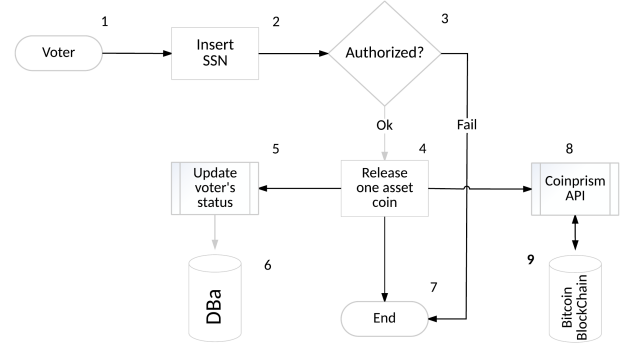 1
2
3
Voter
Insert
SSN
Authorized?
Ok
Fail
5
4
8
Update
voter's
status
Release
one asset
coin
Coinprism
API
6
9
DBa
7
End
Bitcoin
BlockChain